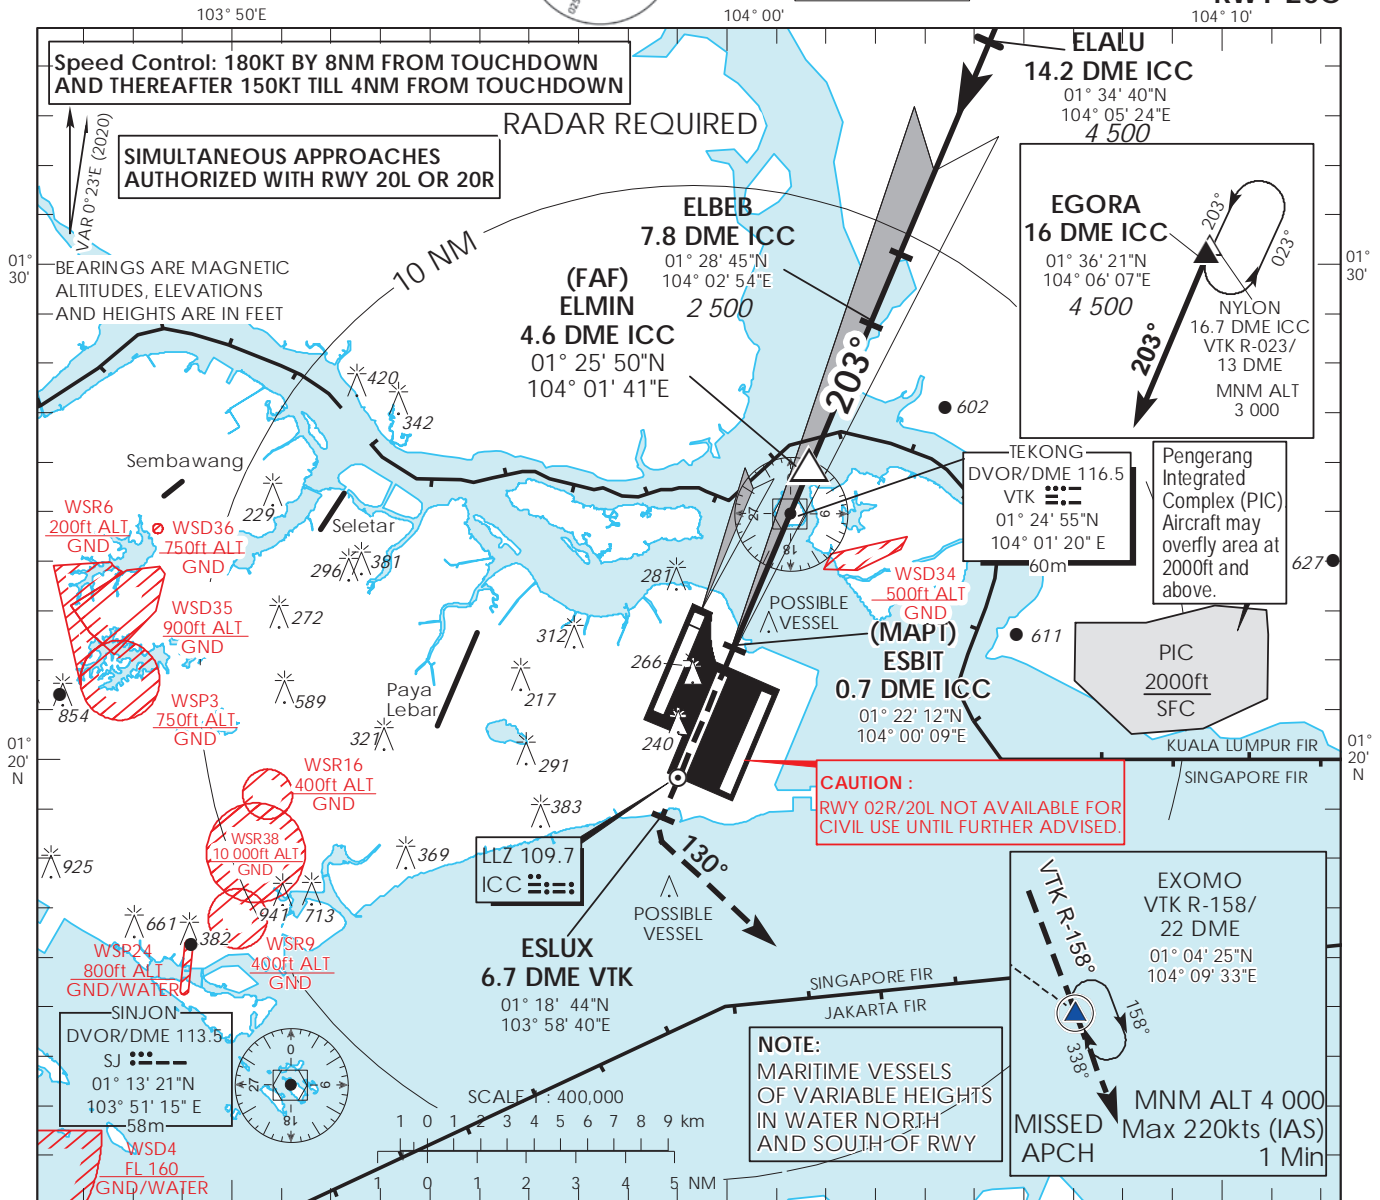 103° 50'E
104° 00'
104° 10'
Speed Control: 180KT BY 8NM FROM TOUCHDOWN
AND THEREAFTER 150KT TILL 4NM FROM TOUCHDOWN
VAR 0°23'E (2020)
RADAR REQUIRED
SIMULTANEOUS APPROACHES
AUTHORIZED WITH RWY 20L OR 20R
BEARINGS ARE MAGNETIC
ALTITUDES, ELEVATIONS
AND HEIGHTS ARE IN FEET
01°
30'
10 NM
ELALU
14.2 DME ICC
01° 34' 40"N
104° 05' 24"E
4 500
ELBEB
7.8 DME ICC
01° 28' 45"N
104° 02' 54"E
2 500
(FAF)
ELMIN
4.6 DME ICC
01° 25' 50"N
104° 01' 41"E
203°
EGORA
16 DME ICC
01° 36' 21"N
104° 06' 07"E
4 500
203°
023°
203°
NYLON
16.7 DME ICC
VTK R-023/
13 DME
MNM ALT
3 000
01°
30'
420
342
602
Sembawang
229
Seletar
296
381
272
589
WSR6
200ft ALT
GND
WSD36
750ft ALT
GND
WSD35
900ft ALT
GND
WSP3
750ft ALT
GND
854
TEKONG
DVOR/DME 116.5
VTK
01° 24' 55"N
104° 01' 20" E
60m
27
9
18
Pengerang
Integrated
Complex (PIC)
Aircraft may
overfly area at
2000ft and
above.
627
611
PIC
2000ft
SFC
WSD34
500ft ALT
GND
281
312
266
217
240
POSSIBLE
VESSEL
(MAPT)
ESBIT
0.7 DME ICC
01° 22' 12"N
104° 00' 09"E
Paya
Lebar
321
291
383
369
01°
20'
N
KUALA LUMPUR FIR
SINGAPORE FIR
01°
20'
N
CAUTION :
RWY 02R/20L NOT AVAILABLE FOR
CIVIL USE UNTIL FURTHER ADVISED.
WSR16
400ft ALT
GND
WSR38
10 000ft ALT
GND
925
941
713
661
382
WSP24
800ft ALT
GND/WATER
WSR9
400ft ALT
GND
LLZ 109.7
ICC
130°
POSSIBLE
VESSEL
ESLUX
6.7 DME VTK
01° 18' 44"N
103° 58' 40"E
SINGAPORE FIR
JAKARTA FIR
SINJON
DVOR/DME 113.5
SJ
01° 13' 21"N
103° 51' 15" E
58m
0
27
9
18
WSD4
FL 160
GND/WATER
SCALE 1 : 400,000
1 0 1 2 3 4 5 6 7 8 9 km
1 0 1 2 3 4 5 NM
NOTE:
MARITIME VESSELS
OF VARIABLE HEIGHTS
IN WATER NORTH
AND SOUTH OF RWY
VTK R-158°
EXOMO
VTK R-158/
22 DME
01° 04' 25"N
104° 09' 33"E
158°
338°
MISSED
APCH
MNM ALT 4 000
Max 220kts (IAS)
1 Min